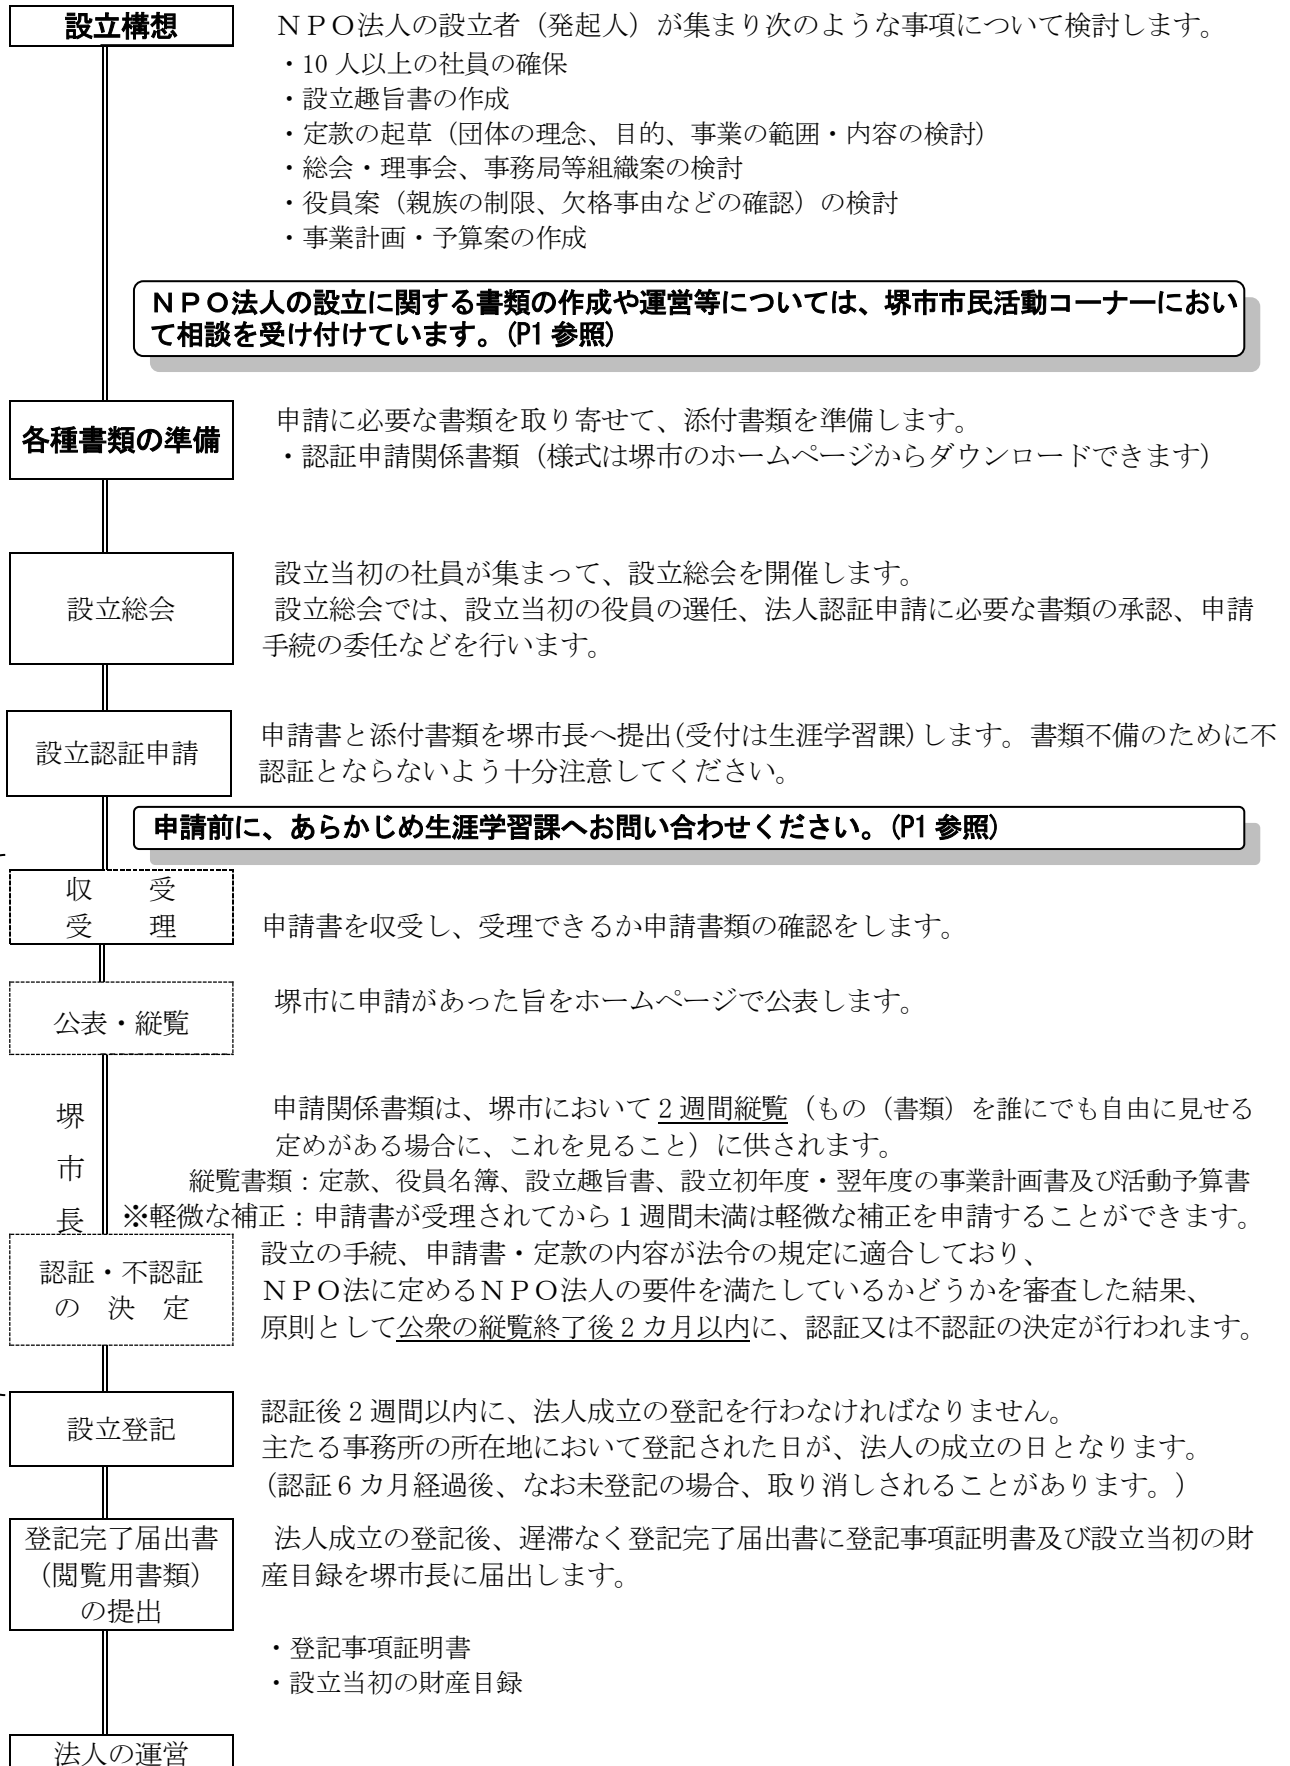 設立構想
ＮＰＯ法人の設立者（発起人）が集まり次のような事項について検討します。
・10 人以上の社員の確保
・設立趣旨書の作成
・定款の起草（団体の理念、目的、事業の範囲・内容の検討）
・総会・理事会、事務局等組織案の検討
・役員案（親族の制限、欠格事由などの確認）の検討
・事業計画・予算案の作成
ＮＰＯ法人の設立に関する書類の作成や運営等については、堺市市民活動コーナーにおい
て相談を受け付けています。(P1 参照)
各種書類の準備
申請に必要な書類を取り寄せて、添付書類を準備します。
・認証申請関係書類（様式は堺市のホームページからダウンロードできます）
設立総会
設立当初の社員が集まって、設立総会を開催します。
設立総会では、設立当初の役員の選任、法人認証申請に必要な書類の承認、申請
手続の委任などを行います。
設立認証申請
申請書と添付書類を堺市長へ提出(受付は生涯学習課)します。書類不備のために不
認証とならないよう十分注意してください。
申請前に、あらかじめ生涯学習課へお問い合わせください。(P1 参照)
収　　受
受　　理
申請書を収受し、受理できるか申請書類の確認をします。
公表・縦覧
堺市に申請があった旨をホームページで公表します。
堺
市
長
申請関係書類は、堺市において 2 週間縦覧（もの（書類）を誰にでも自由に見せる
定めがある場合に、これを見ること）に供されます。
縦覧書類：定款、役員名簿、設立趣旨書、設立初年度・翌年度の事業計画書及び活動予算書
※軽微な補正：申請書が受理されてから 1 週間未満は軽微な補正を申請することができます。
認証・不認証
の　決　定
設立の手続、申請書・定款の内容が法令の規定に適合しており、
ＮＰＯ法に定めるＮＰＯ法人の要件を満たしているかどうかを審査した結果、
原則として公衆の縦覧終了後 2 カ月以内に、認証又は不認証の決定が行われます。
設立登記
認証後 2 週間以内に、法人成立の登記を行わなければなりません。
主たる事務所の所在地において登記された日が、法人の成立の日となります。
(認証 6 カ月経過後、なお未登記の場合、取り消しされることがあります。)
登記完了届出書
（閲覧用書類）
の提出
法人成立の登記後、遅滞なく登記完了届出書に登記事項証明書及び設立当初の財
産目録を堺市長に届出します。
・登記事項証明書
・設立当初の財産目録
法人の運営